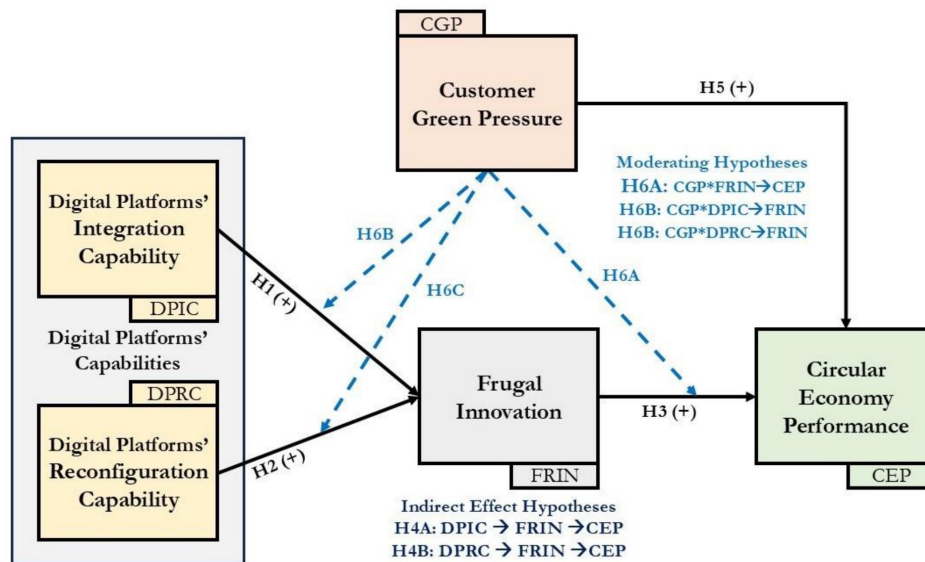 CGP
Customer
Green Pressure
H5 (+)
Moderating Hypotheses
H6A: CGP*FRIN→CEP
H6B: CGP*DPIC→FRIN
H6B: CGP*DPRC→FRIN
Digital Platforms’
Integration
Capability
DPIC
H1 (+)
H6B
H6C
H6A
Digital Platforms’
Capabilities
DPRC
Digital Platforms’
Reconfiguration
Capability
H2 (+)
Frugal
Innovation
FRIN
H3 (+)
Circular
Economy
Performance
CEP
Indirect Effect Hypotheses
H4A: DPIC → FRIN →CEP
H4B: DPRC → FRIN →CEP